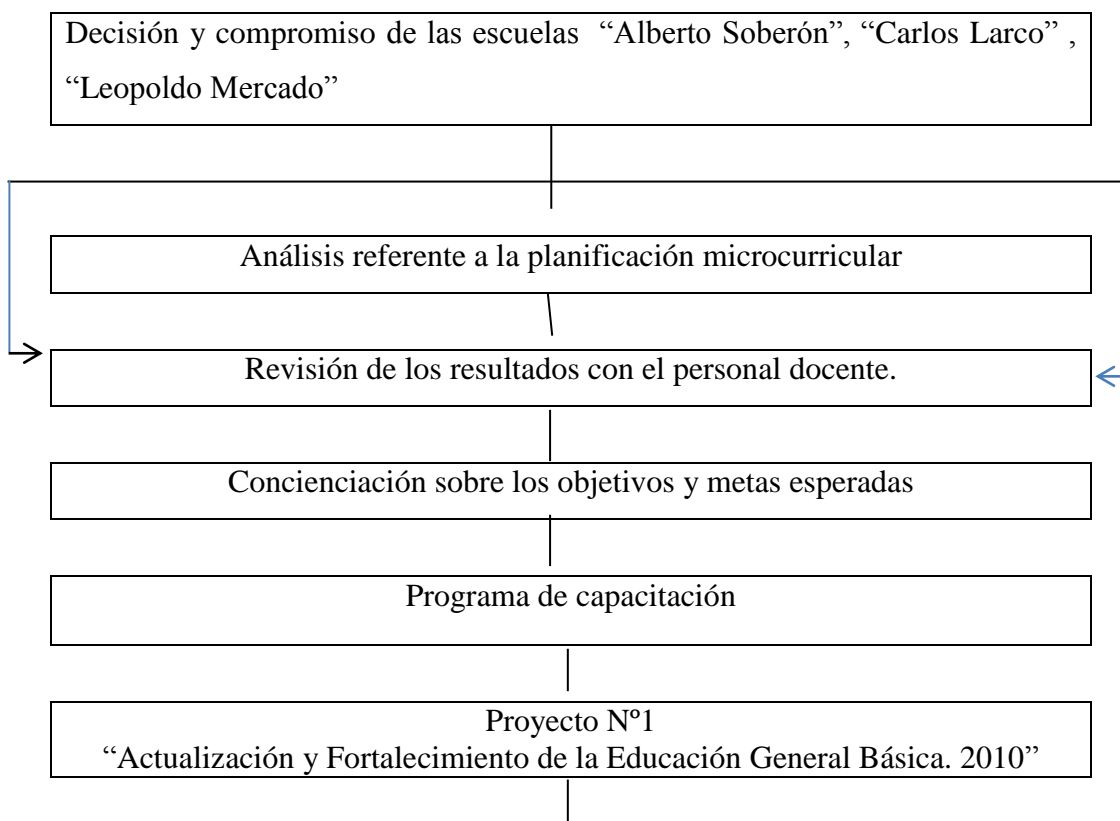 Decisión y compromiso de las escuelas “Alberto Soberón”, “Carlos Larco” ,
“Leopoldo Mercado”
Análisis referente a la planificación microcurricular
Revisión de los resultados con el personal docente.
Concienciación sobre los objetivos y metas esperadas
Programa de capacitación
Proyecto Nº1
“Actualización y Fortalecimiento de la Educación General Básica. 2010”